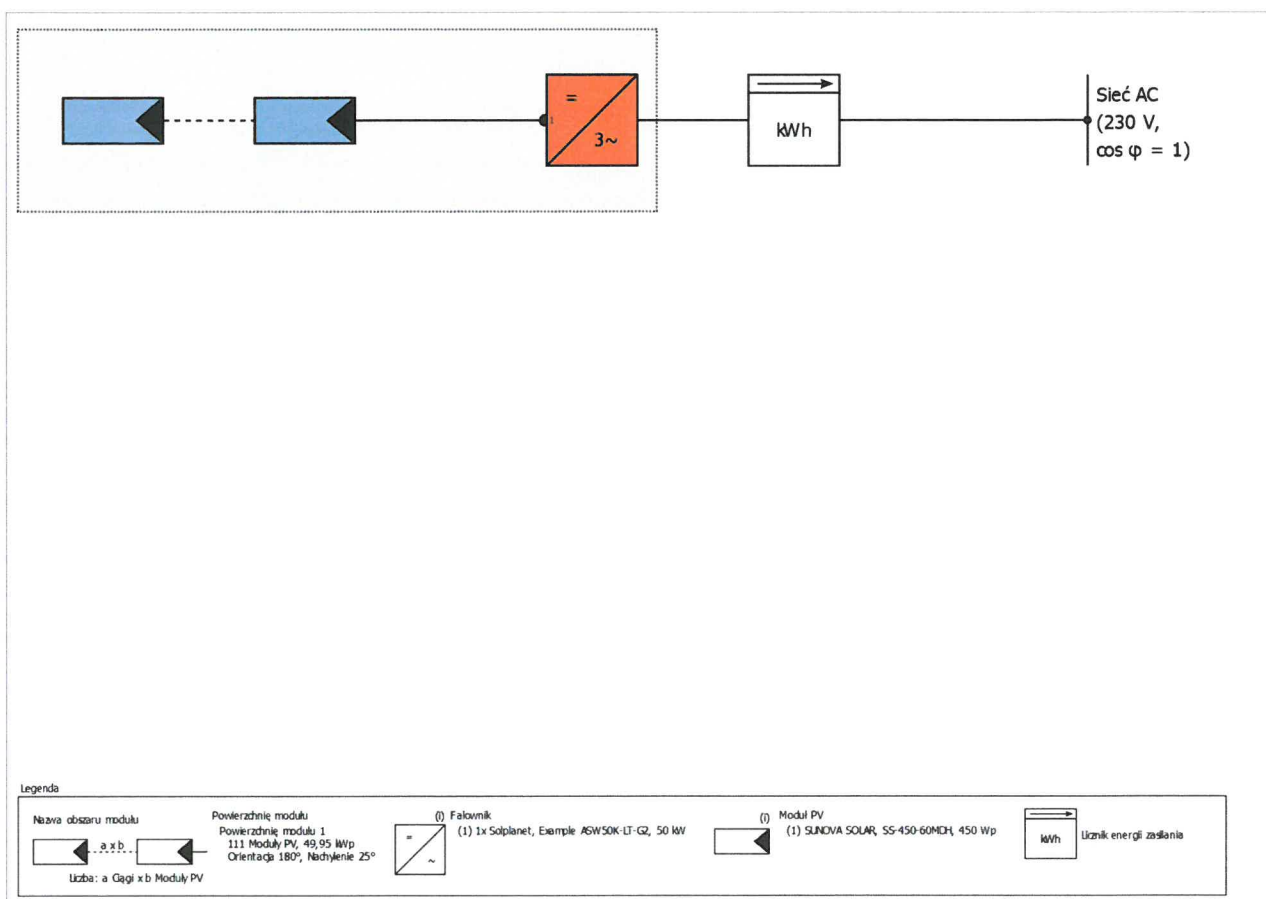 =
1
3~
kWh
Sieć AC
(230 V,
cos φ = 1)
Legenda
Nazwa obszaru modułu
a x b
Liczba: a Ciągi x b Moduły PV
Powierzchnię modułu
Powierzchnię modułu 1
111 Moduły PV, 49,95 kWp
Orientacja 180°, Nachylenie 25°
=
~
(i) Falownik
(1) 1x Solplanet, Example ASW50K-LT-G2, 50 kW
(i) Moduł PV
(1) SUNOVA SOLAR, SS-450-60MDH, 450 Wp
kWh
Licznik energii zasilania